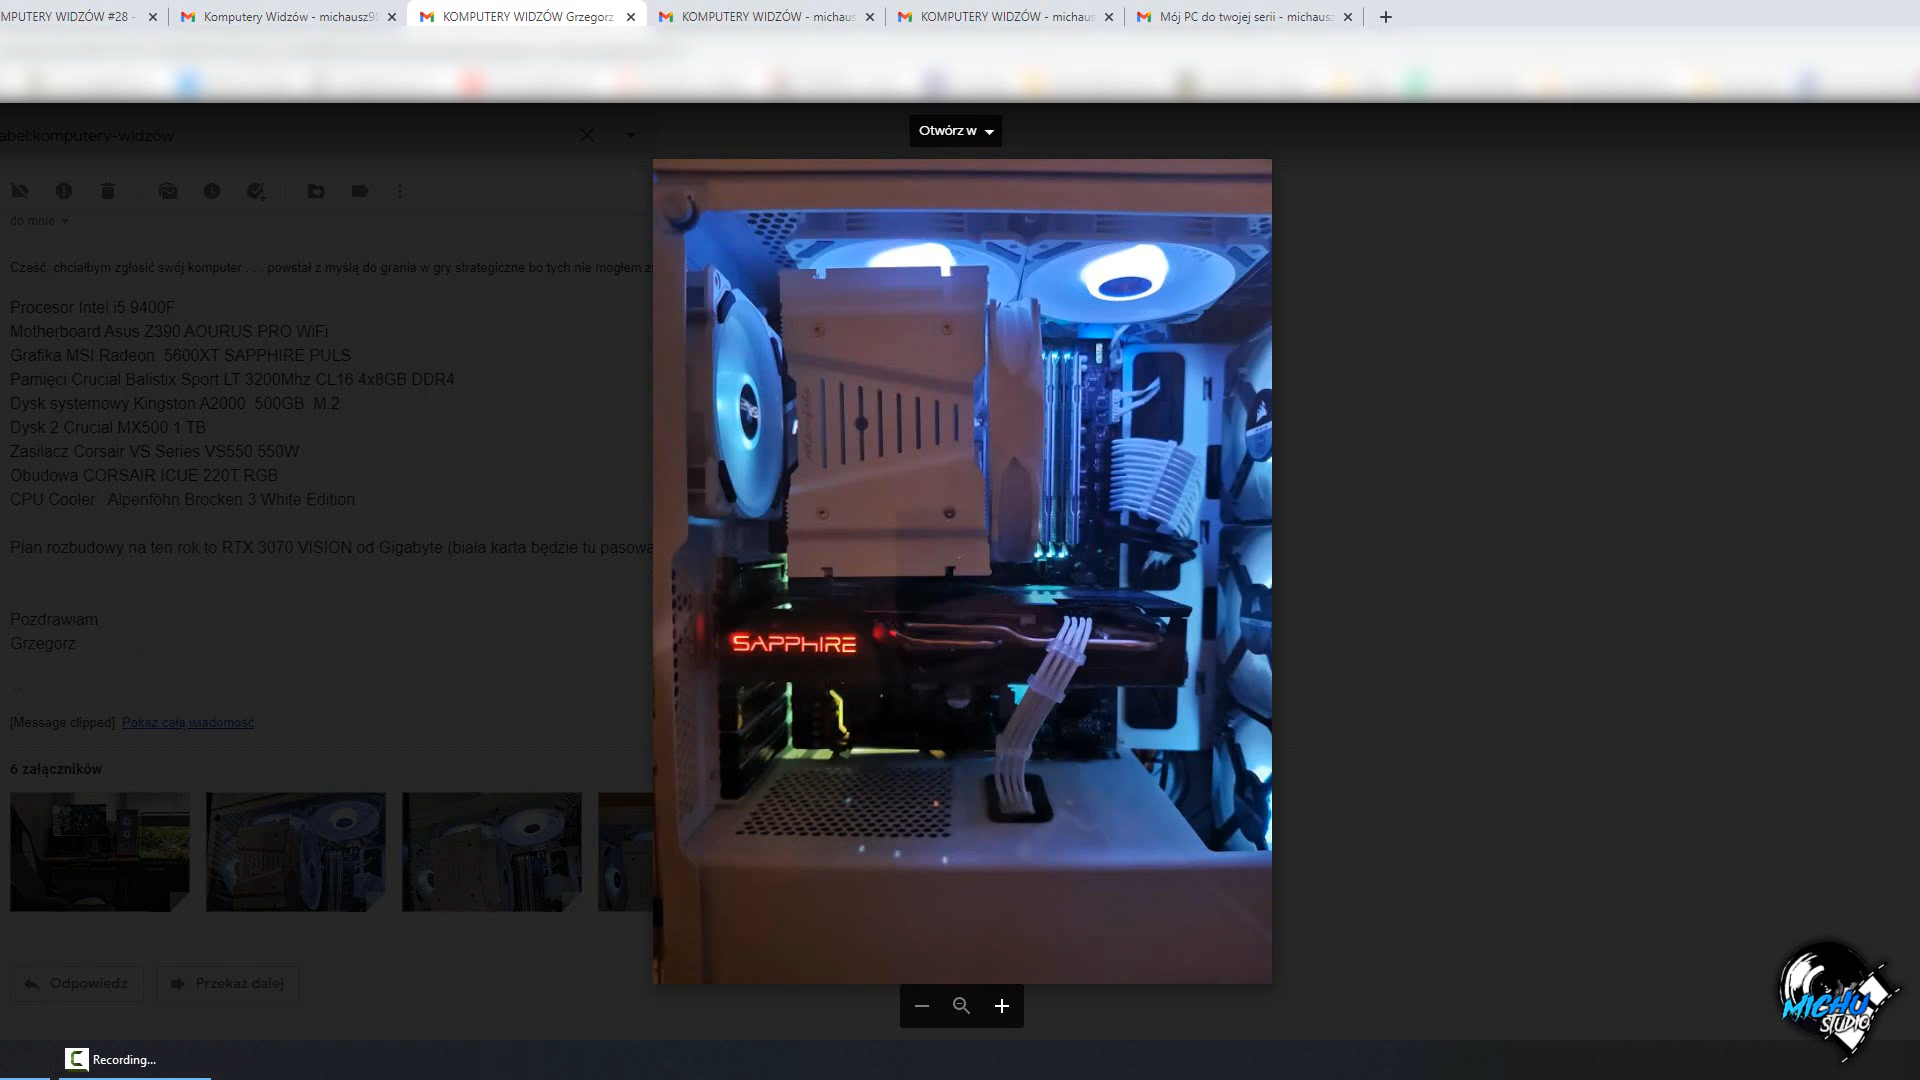 MPUTERY WIDZÓW #28 -
Komputery Widzów - michausz98
KOMPUTERY WIDZÓW Grzegorz
KOMPUTERY WIDZÓW - michaus
KOMPUTERY WIDZÓW - michaus
Mój PC do twojej serii - michausz
abel:komputery-widzów
Otwórz w
do mnie
Cześć. chciałbym zgłosić swój komputer . . . powstał z myślą do grania w gry strategiczne bo tych nie mogłem z
Procesor Intel i5 9400F
Motherboard Asus Z390 AOURUS PRO WiFi
Grafika MSI Radeon 5600XT SAPPHIRE PULS
Pamięci Crucial Balistix Sport LT 3200Mhz CL16 4x8GB DDR4
Dysk systemowy Kingston A2000 500GB M.2
Dysk 2 Crucial MX500 1 TB
Zasilacz Corsair VS Series VS550 550W
Obudowa CORSAIR ICUE 220T RGB
CPU Cooler Alpenföhn Brocken 3 White Edition
Plan rozbudowy na ten rok to RTX 3070 VISION od Gigabyte (biała karta będzie tu pasowa
Pozdrawiam
Grzegorz
...
[Message clipped] Pokaż całą wiadomość
6 załączników
SAPPHIRE
Odpowiedz
Przekaż dalej
MICHU
STUDIO
Recording...